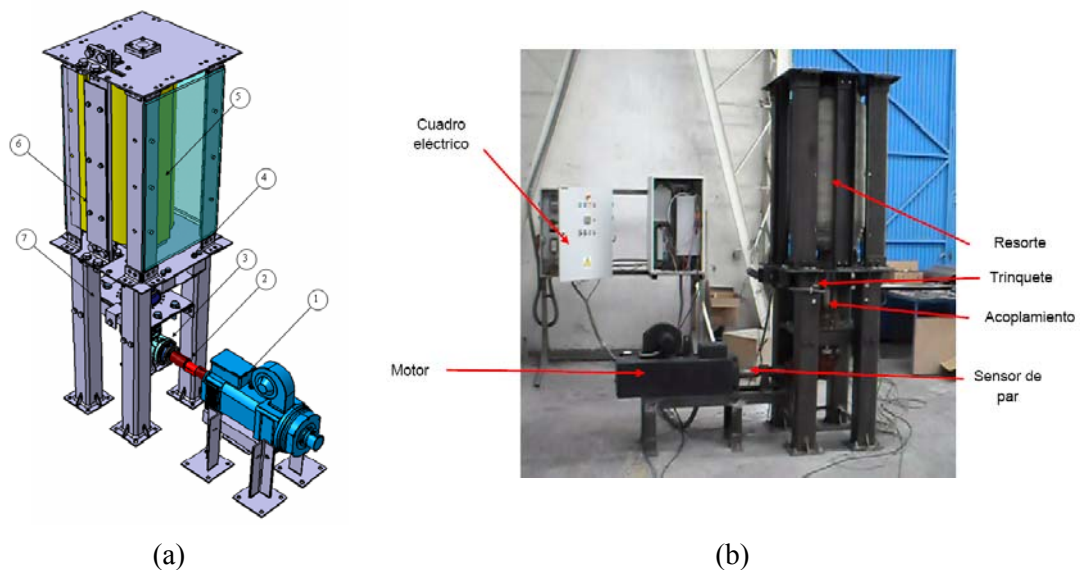 5
6
4
7
3
2
1
(a)
Cuadro
eléctrico
Resorte
Trinquete
Acoplamiento
Motor
Sensor de
par
(b)